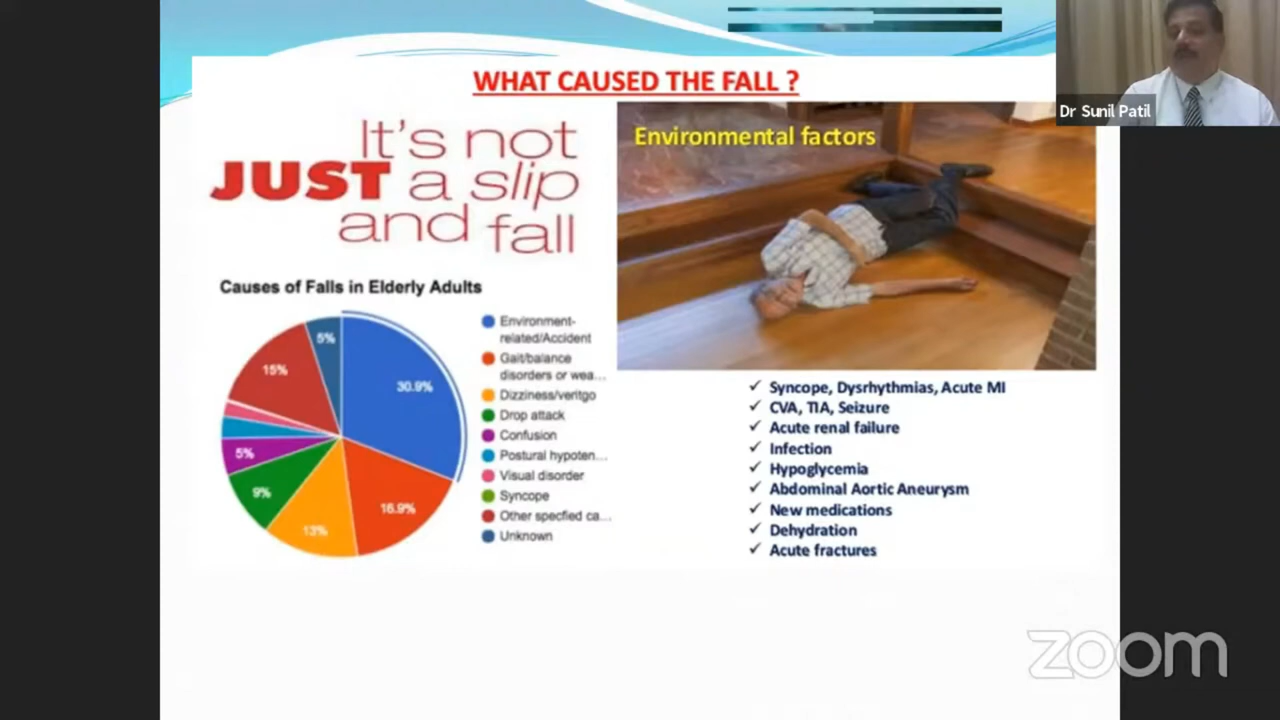 WHAT CAUSED THE FALL ?
Dr Sunil Patil
It's not
JUST a slip
and fall
Environmental factors
Causes of Falls in Elderly Adults
5%
15%
30.9%
5%
9%
13%
16.9%
Environment-
related/Accident
Gait/balance
disorders or wea...
Dizziness/veritgo
Drop attack
Confusion
Postural hypoten...
Visual disorder
Syncope
Other specfied ca...
Unknown
✓ Syncope, Dysrhythmias, Acute MI
✓ CVA, TIA, Seizure
✓ Acute renal failure
✓ Infection
✓ Hypoglycemia
✓ Abdominal Aortic Aneurysm
✓ New medications
✓ Dehydration
✓ Acute fractures
zoom